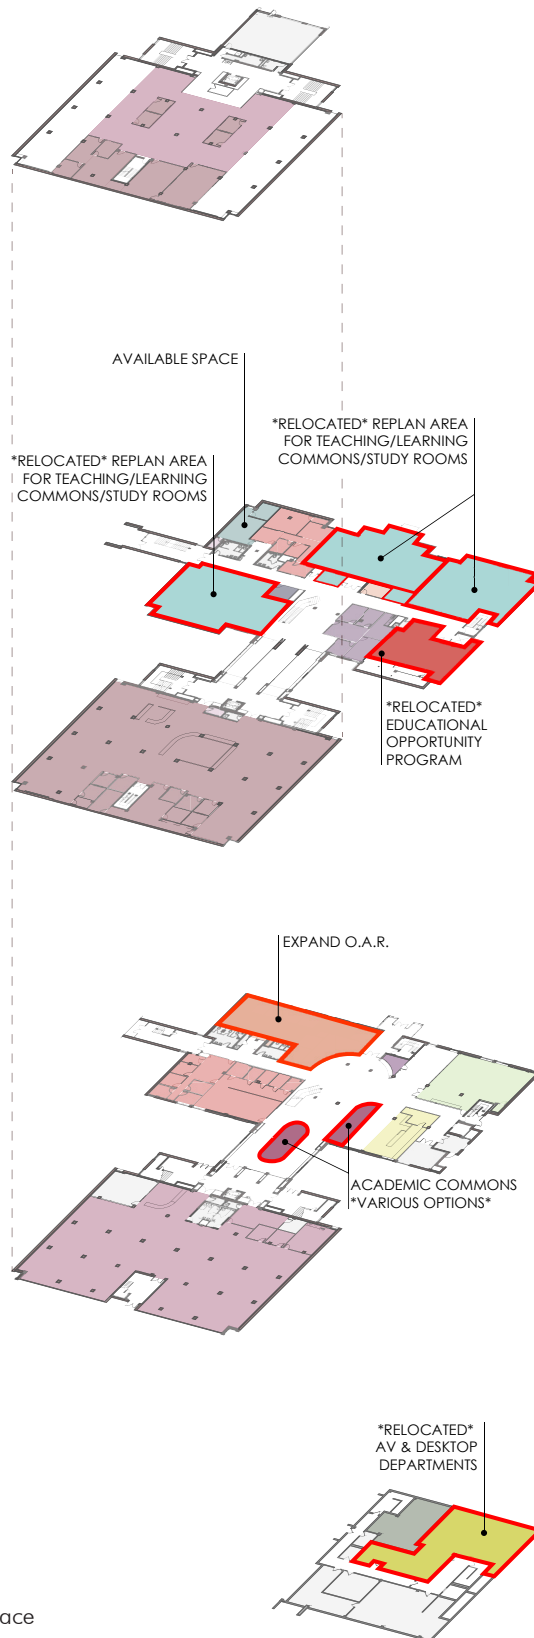 AVAILABLE SPACE
*RELOCATED* REPLAN AREA
FOR TEACHING/LEARNING
COMMONS/STUDY ROOMS
*RELOCATED* REPLAN AREA
FOR TEACHING/LEARNING
COMMONS/STUDY ROOMS
*RELOCATED*
EDUCATIONAL
OPPORTUNITY
PROGRAM
EXPAND O.A.R.
ACADEMIC COMMONS
*VARIOUS OPTIONS*
*RELOCATED*
AV & DESKTOP
DEPARTMENTS
ace